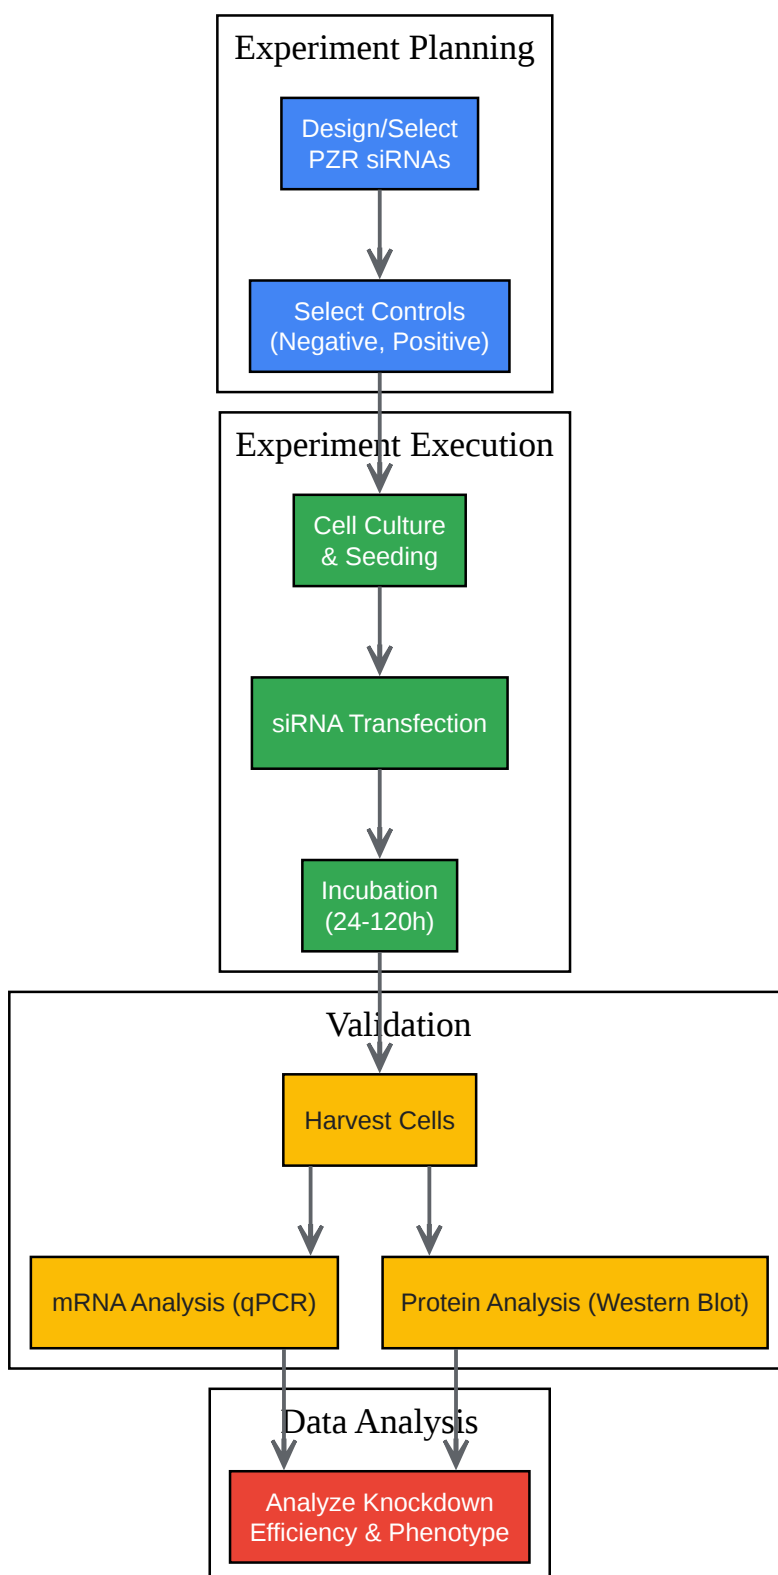 Experiment Planning
Design/Select
PZR siRNAs
Select Controls
(Negative, Positive)
Experiment Execution
Cell Culture
& Seeding
siRNA Transfection
Incubation
(24-120h)
Validation
Harvest Cells
mRNA Analysis (qPCR)
Protein Analysis (Western Blot)
Data Analysis
Analyze Knockdown
Efficiency & Phenotype